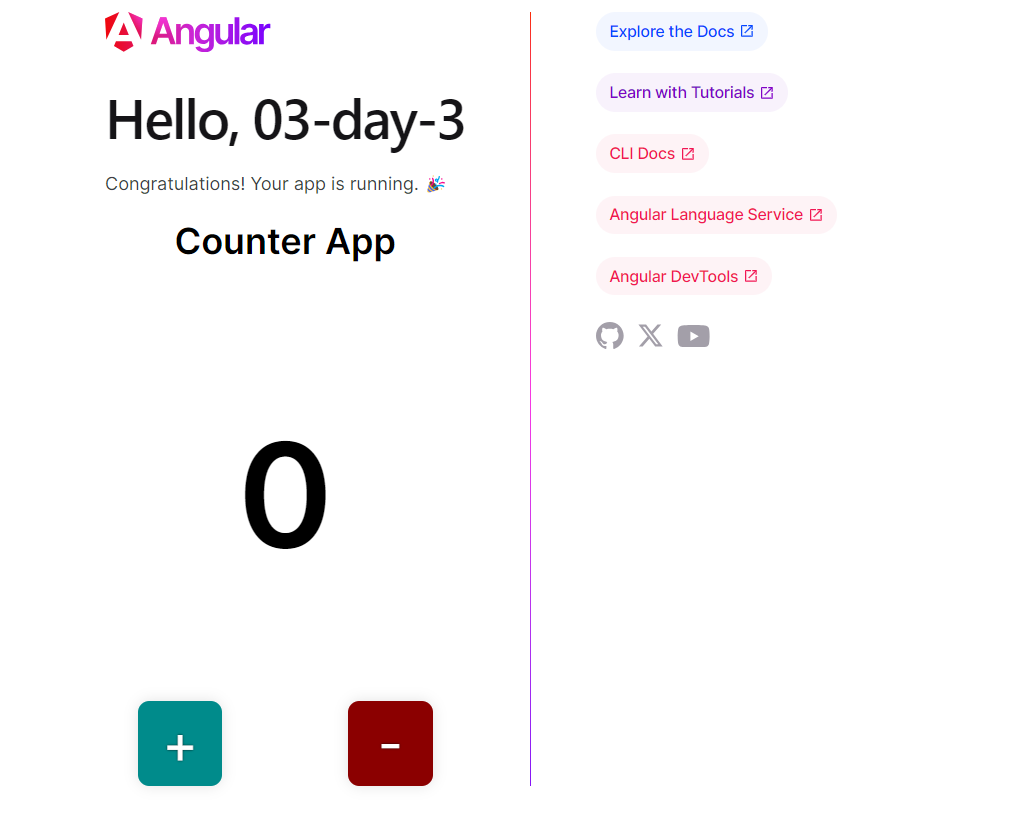 Angular
Hello, 03-day-3
Congratulations! Your app is running. 🎉
Counter App
0
+
-
Explore the Docs
Learn with Tutorials
CLI Docs
Angular Language Service
Angular DevTools